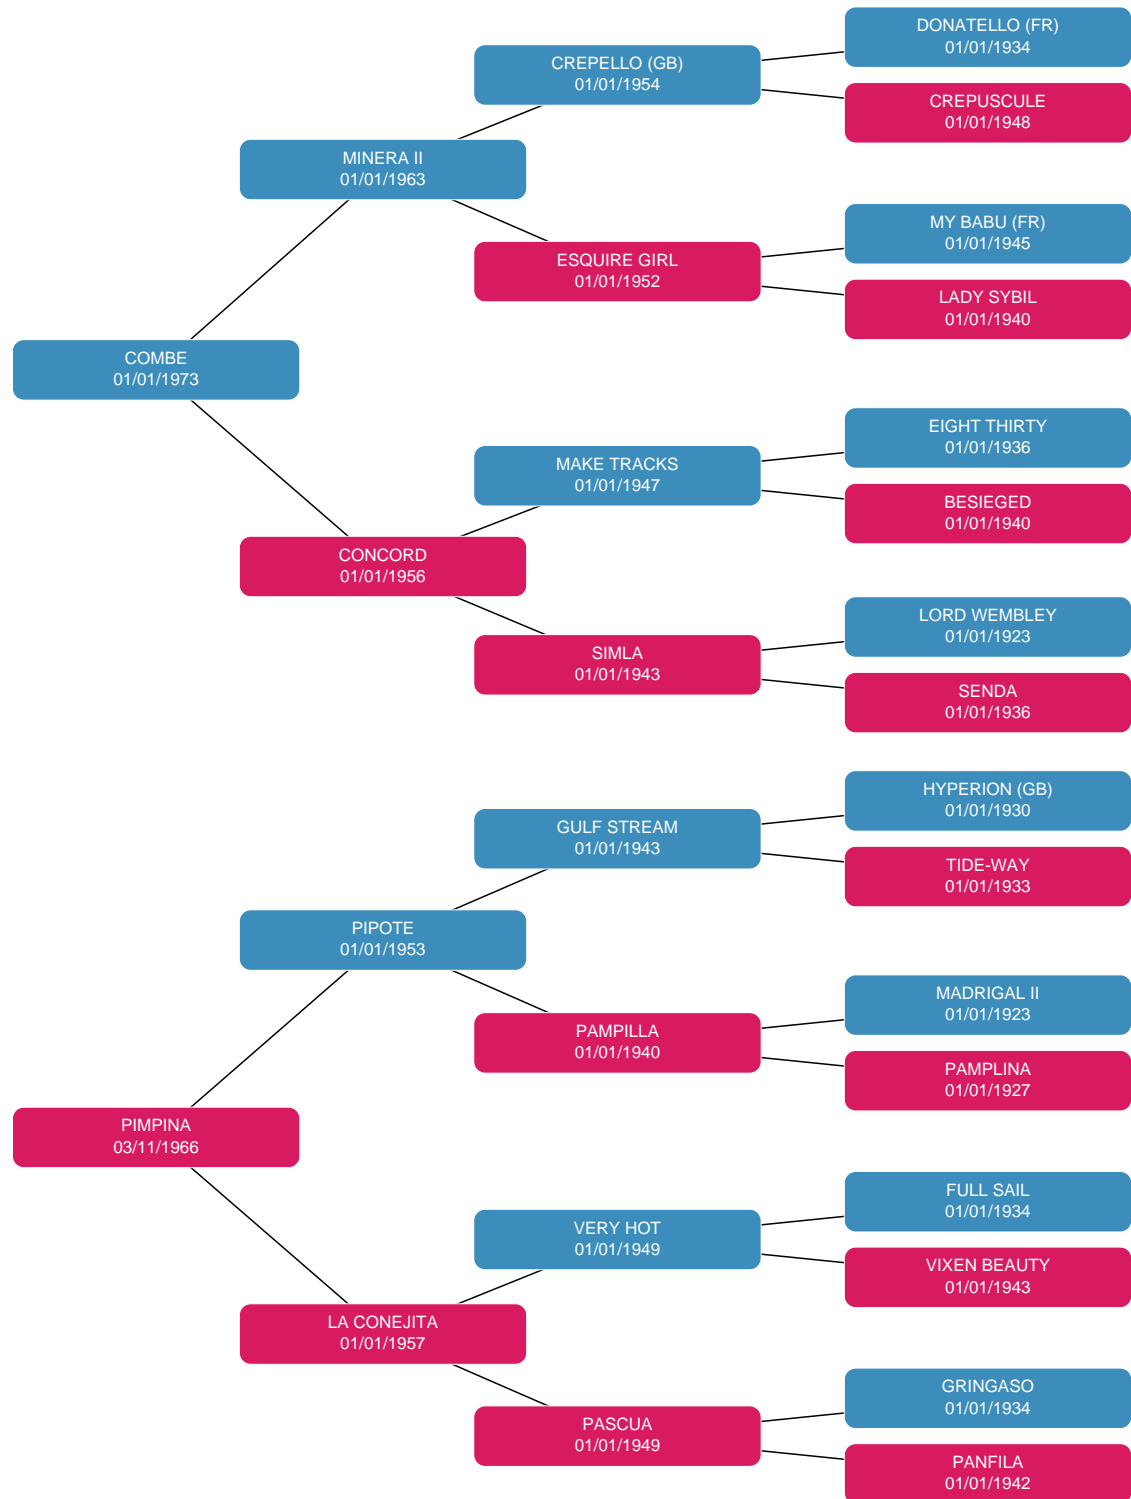 DONATELLO (FR)
01/01/1934
CREPELLO (GB)
01/01/1954
CREPUSCULE
01/01/1948
MINERA II
01/01/1963
MY BABU (FR)
01/01/1945
ESQUIRE GIRL
01/01/1952
LADY SYBIL
01/01/1940
COMBE
01/01/1973
EIGHT THIRTY
01/01/1936
MAKE TRACKS
01/01/1947
BESIEGED
01/01/1940
CONCORD
01/01/1956
LORD WEMBLEY
01/01/1923
SIMLA
01/01/1943
SENDA
01/01/1936
HYPERION (GB)
01/01/1930
GULF STREAM
01/01/1943
TIDE-WAY
01/01/1933
PIPOTE
01/01/1953
MADRIGAL II
01/01/1923
PAMPILLA
01/01/1940
PAMPLINA
01/01/1927
PIMPINA
03/11/1966
FULL SAIL
01/01/1934
VERY HOT
01/01/1949
VIXEN BEAUTY
01/01/1943
LA CONEJITA
01/01/1957
GRINGASO
01/01/1934
PASCUA
01/01/1949
PANFILA
01/01/1942